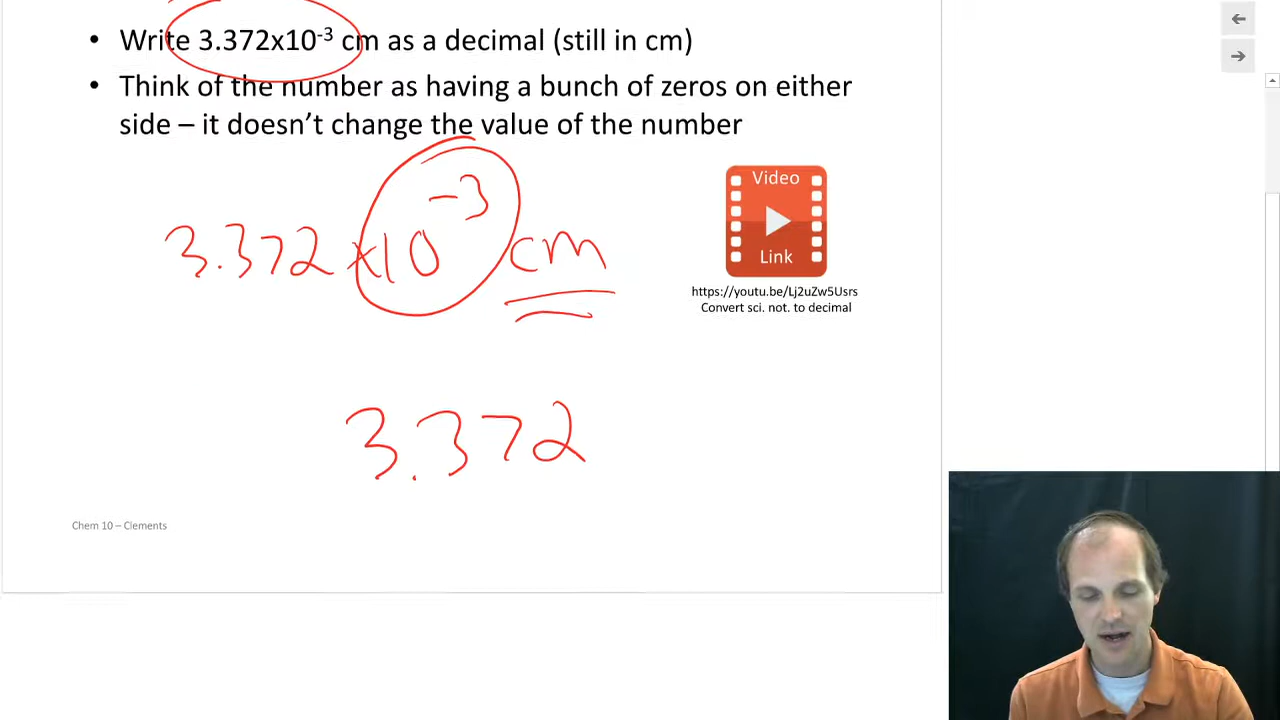 • Write 3.372x10⁻³ cm as a decimal (still in cm)
• Think of the number as having a bunch of zeros on either
side – it doesn’t change the value of the number
3.372 x10⁻³ cm
Video
Link
https://youtu.be/Lj2uZw5Usrs
Convert sci. not. to decimal
3.372
Chem 10 – Clements